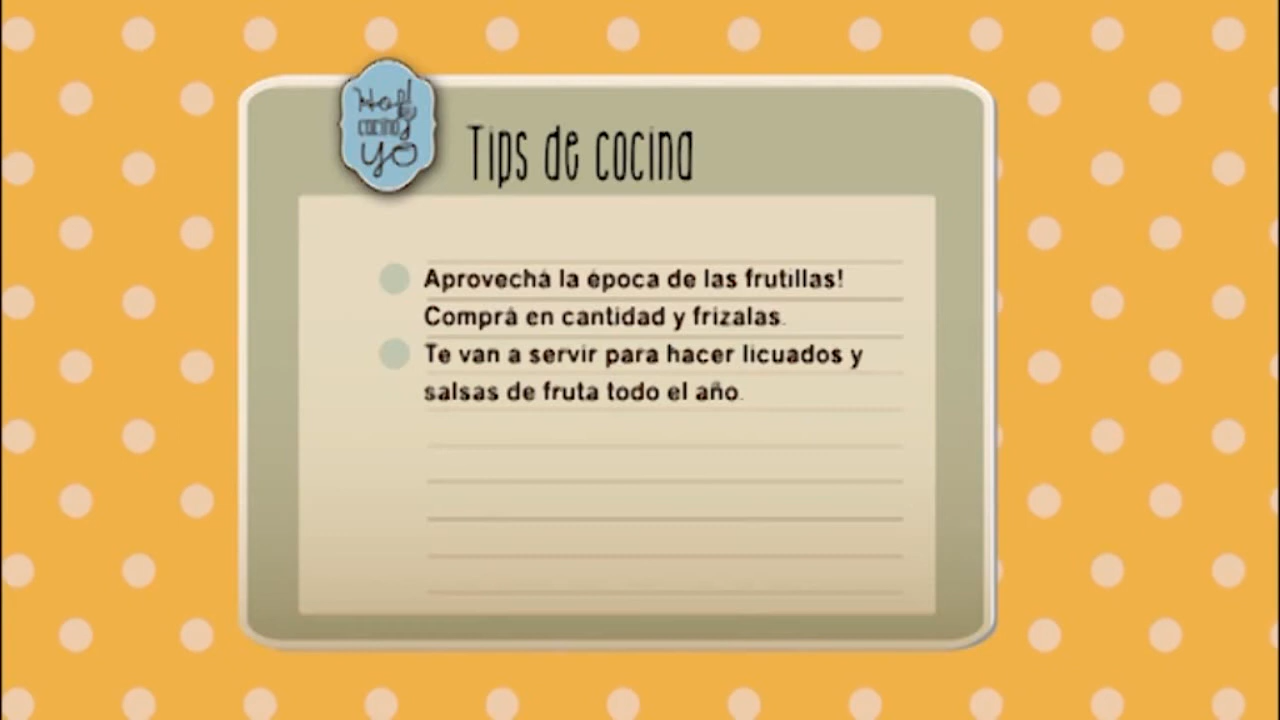 Hoy
cocino
yo
Tips de cocina
Aprovechá la época de las frutillas!
Comprá en cantidad y frizalas.
Te van a servir para hacer licuados y
salsas de fruta todo el año.